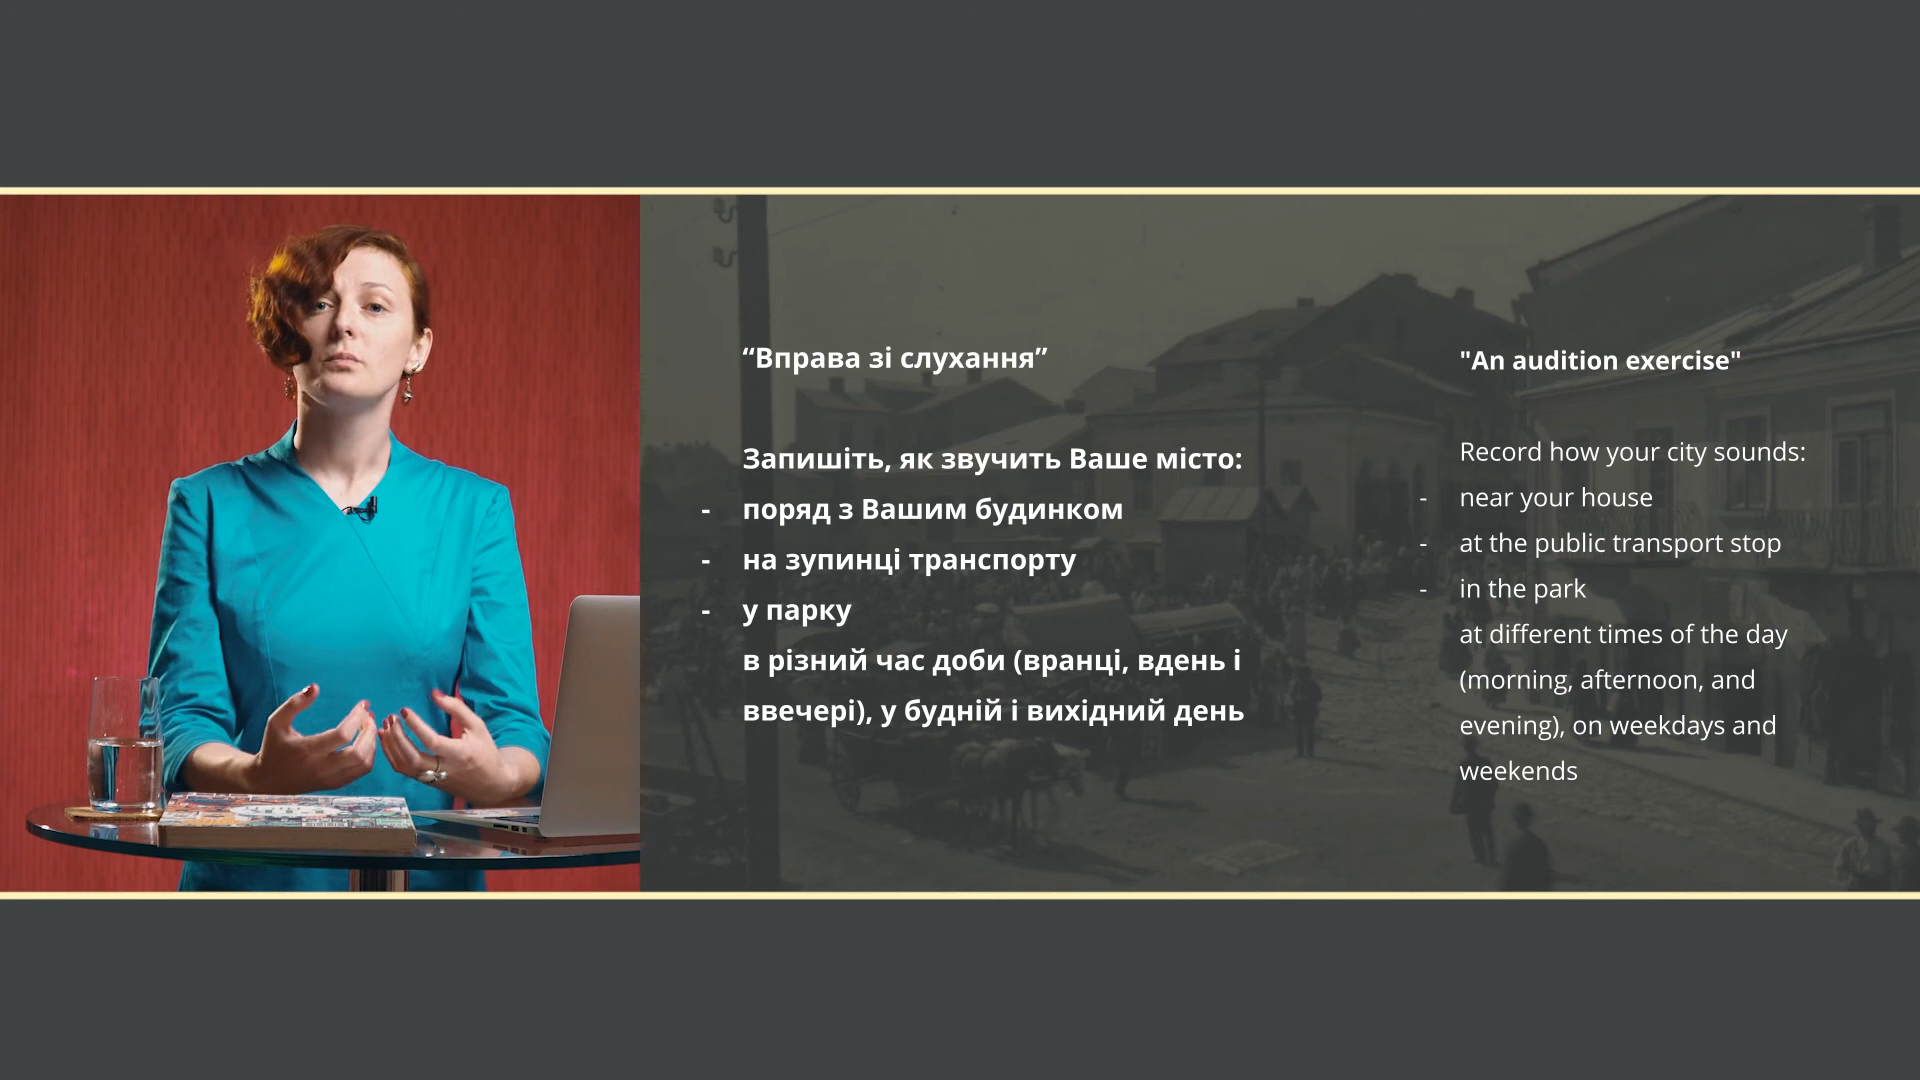 “Вправа зі слухання”
Запишіть, як звучить Ваше місто:
- поряд з Вашим будинком
- на зупинці транспорту
- у парку
в різний час доби (вранці, вдень і
ввечері), у будній і вихідний день
"An audition exercise"
Record how your city sounds:
- near your house
- at the public transport stop
- in the park
at different times of the day
(morning, afternoon, and
evening), on weekdays and
weekends